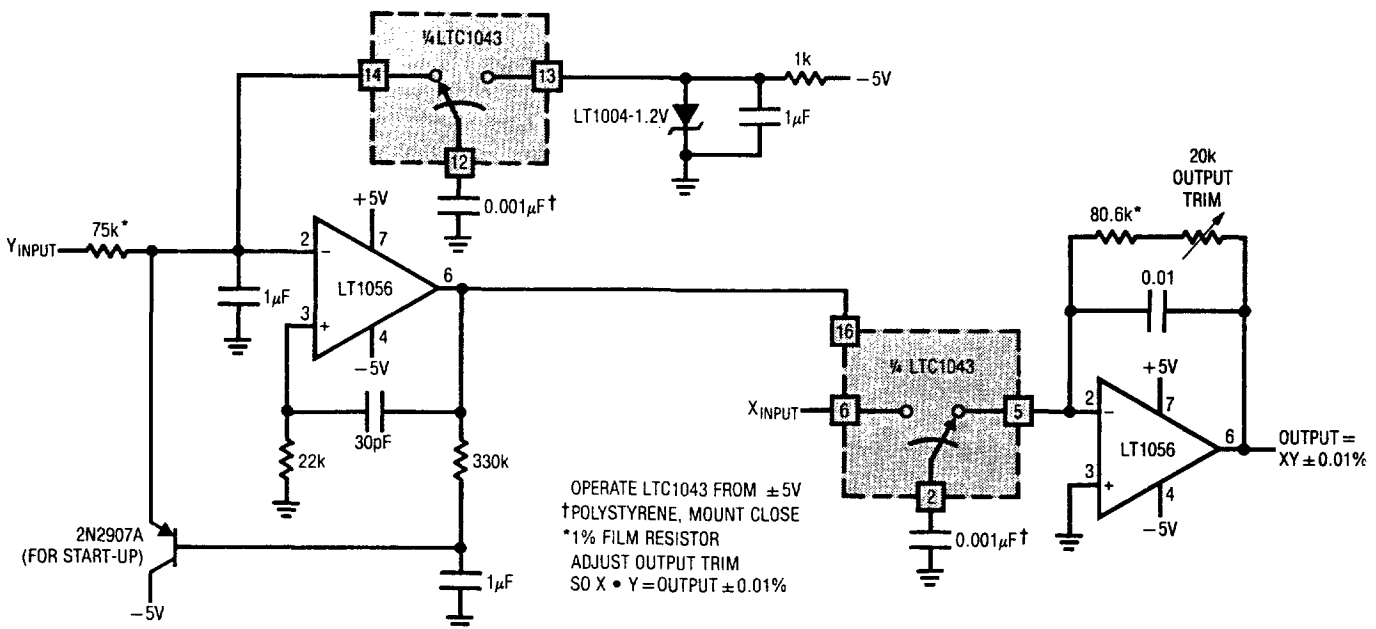 ¼LTC1043
14
13
12
1k
−5V
LT1004-1.2V
1μF
0.001μF†
20k
OUTPUT
TRIM
80.6k*
0.01
Y INPUT
75k*
+5V
7
2
−
LT1056
6
3
+
4
−5V
1μF
30pF
22k
330k
16
¼ LTC1043
X INPUT
6
5
2
0.001μF†
+5V
7
2
−
LT1056
6
3
+
4
−5V
OUTPUT =
XY ± 0.01%
2N2907A
(FOR START-UP)
−5V
1μF
OPERATE LTC1043 FROM ±5V
†POLYSTYRENE, MOUNT CLOSE
*1% FILM RESISTOR
ADJUST OUTPUT TRIM
SO X • Y = OUTPUT ± 0.01%